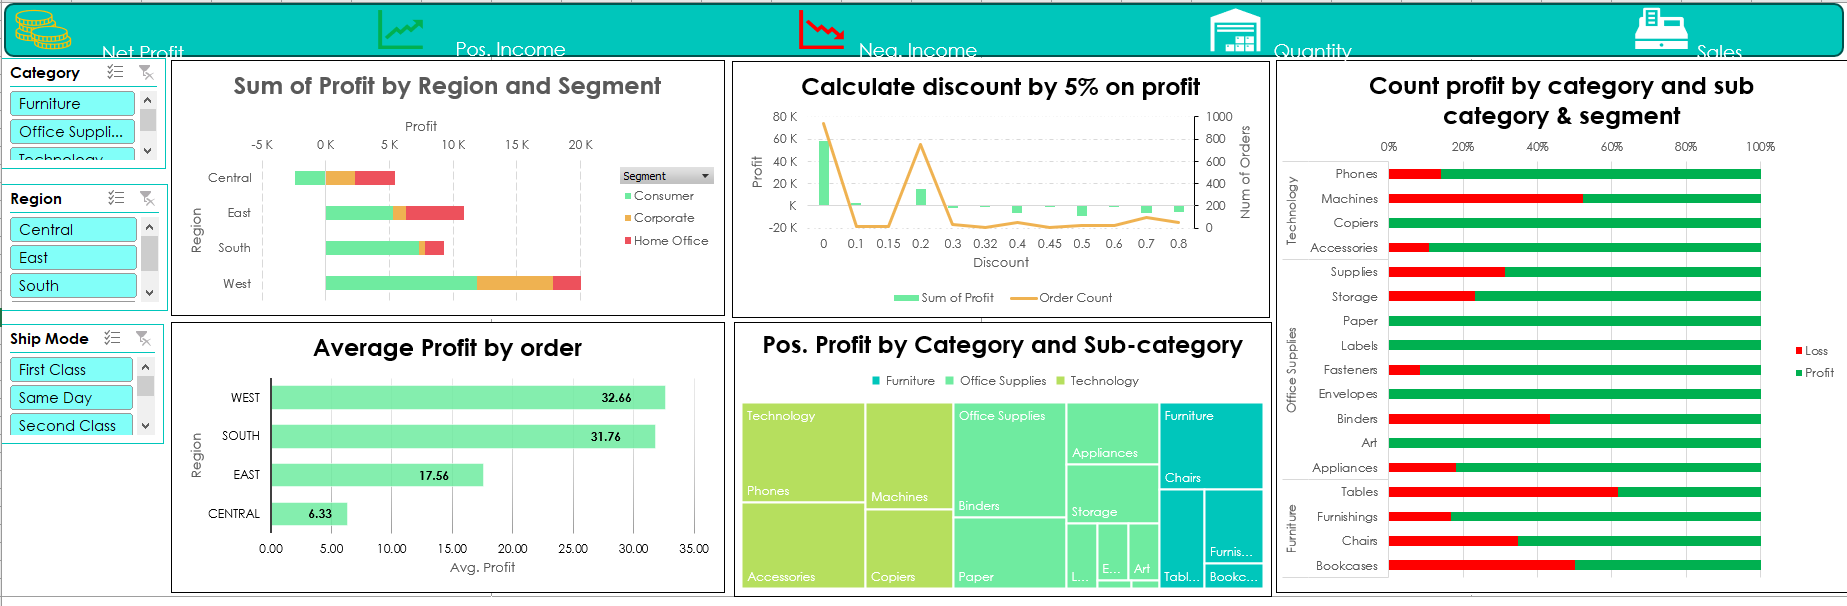 Net Profit
Pos. Income
Neg. Income
Quantity
Sales
Category
Furniture
Office Suppli...
Technology
Region
Central
East
South
Ship Mode
First Class
Same Day
Second Class
Sum of Profit by Region and Segment
Profit
-5 K 0 K 5 K 10 K 15 K 20 K
Region
Central
East
South
West
Segment
Consumer
Corporate
Home Office
Calculate discount by 5% on profit
Profit
80 K
60 K
40 K
20 K
K
-20 K
1000
800
600
400
200
0
Num of Orders
0 0.1 0.15 0.2 0.3 0.32 0.4 0.45 0.5 0.6 0.7 0.8
Discount
Sum of Profit
Order Count
Count profit by category and sub
category & segment
0% 20% 40% 60% 80% 100%
Technology
Phones
Machines
Copiers
Accessories
Office Supplies
Supplies
Storage
Paper
Labels
Fasteners
Envelopes
Binders
Art
Appliances
Furniture
Tables
Furnishings
Chairs
Bookcases
Loss
Profit
Average Profit by order
Region
WEST 32.66
SOUTH 31.76
EAST 17.56
CENTRAL 6.33
0.00 5.00 10.00 15.00 20.00 25.00 30.00 35.00
Avg. Profit
Pos. Profit by Category and Sub-category
Furniture Office Supplies Technology
Technology
Phones
Accessories
Machines
Copiers
Office Supplies
Binders
Paper
Appliances
Storage
L...
E...
Art
Furniture
Chairs
Tabl...
Furnis...
Bookc...